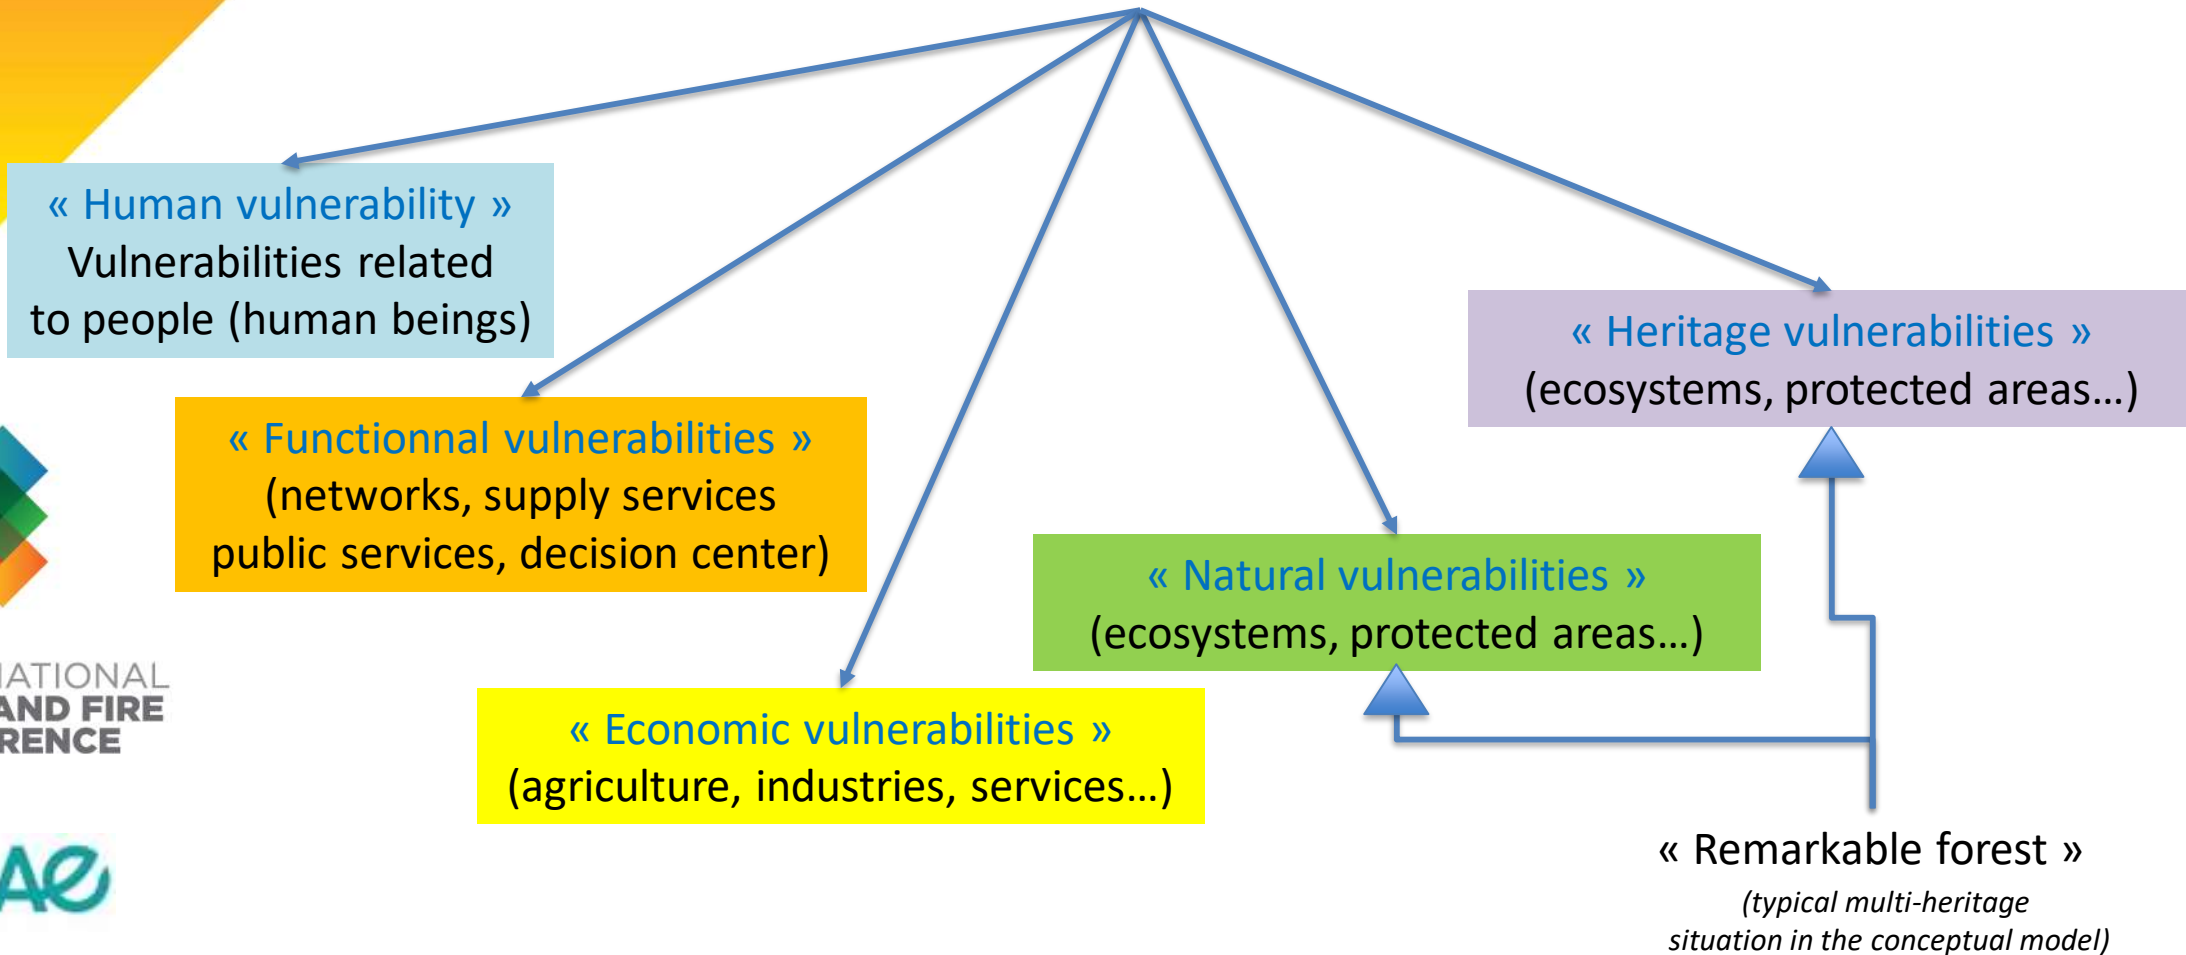 « Human vulnerability »
Vulnerabilities related
to people (human beings)
« Heritage vulnerabilities »
(ecosystems, protected areas…)
« Functionnal vulnerabilities »
(networks, supply services
public services, decision center)
« Natural vulnerabilities »
(ecosystems, protected areas…)
« Economic vulnerabilities »
(agriculture, industries, services…)
« Remarkable forest »
(typical multi-heritage
situation in the conceptual model)
NATIONAL
AND FIRE
RENCE